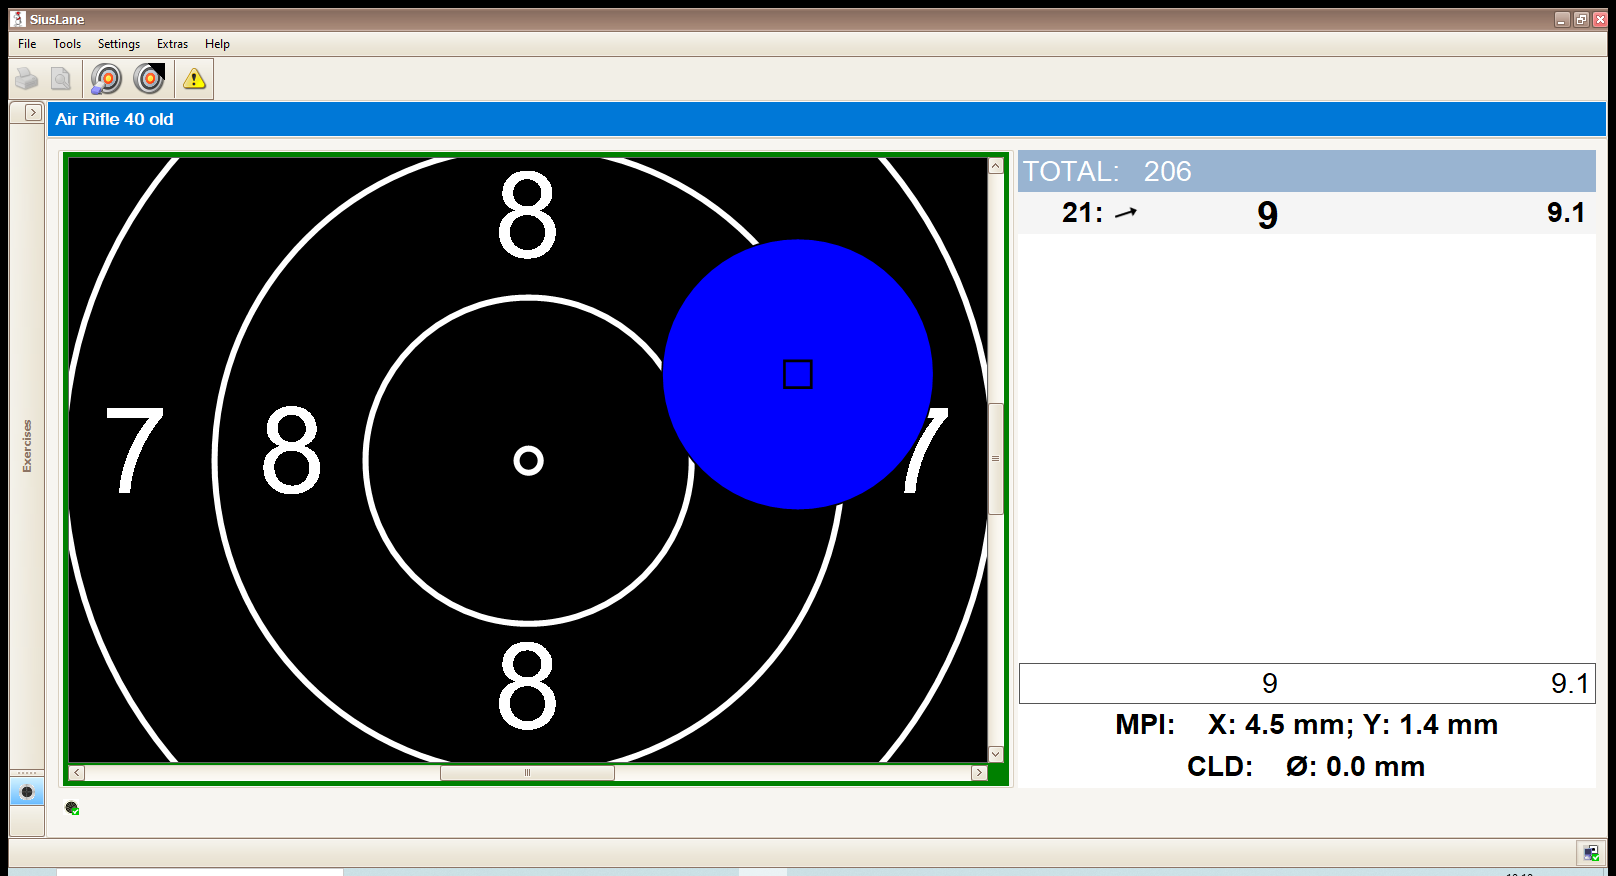 SiusLane
File Tools Settings Extras Help
Air Rifle 40 old
Exercises
8
7 8 7
8
TOTAL: 206
21: 9 9.1
9 9.1
MPI: X: 4.5 mm; Y: 1.4 mm
CLD: Ø: 0.0 mm